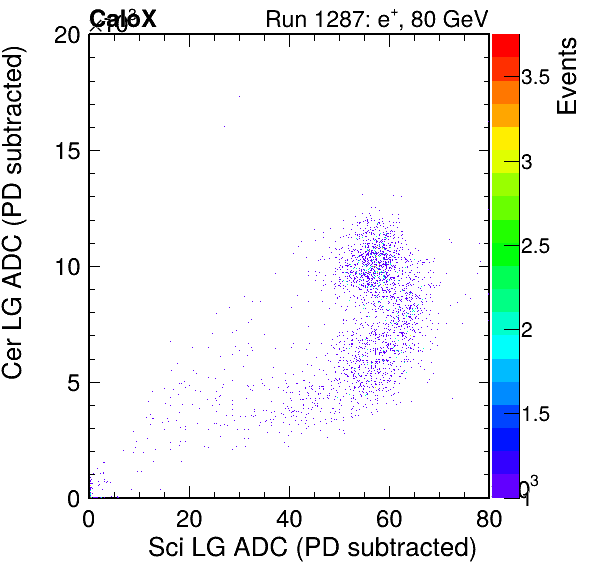 CaloX
×10³
Run 1287: e⁺, 80 GeV
Cer LG ADC (PD subtracted)
20
15
10
5
0
0 20 40 60 80
Sci LG ADC (PD subtracted)
Events
3.5
3
2.5
2
1.5
1